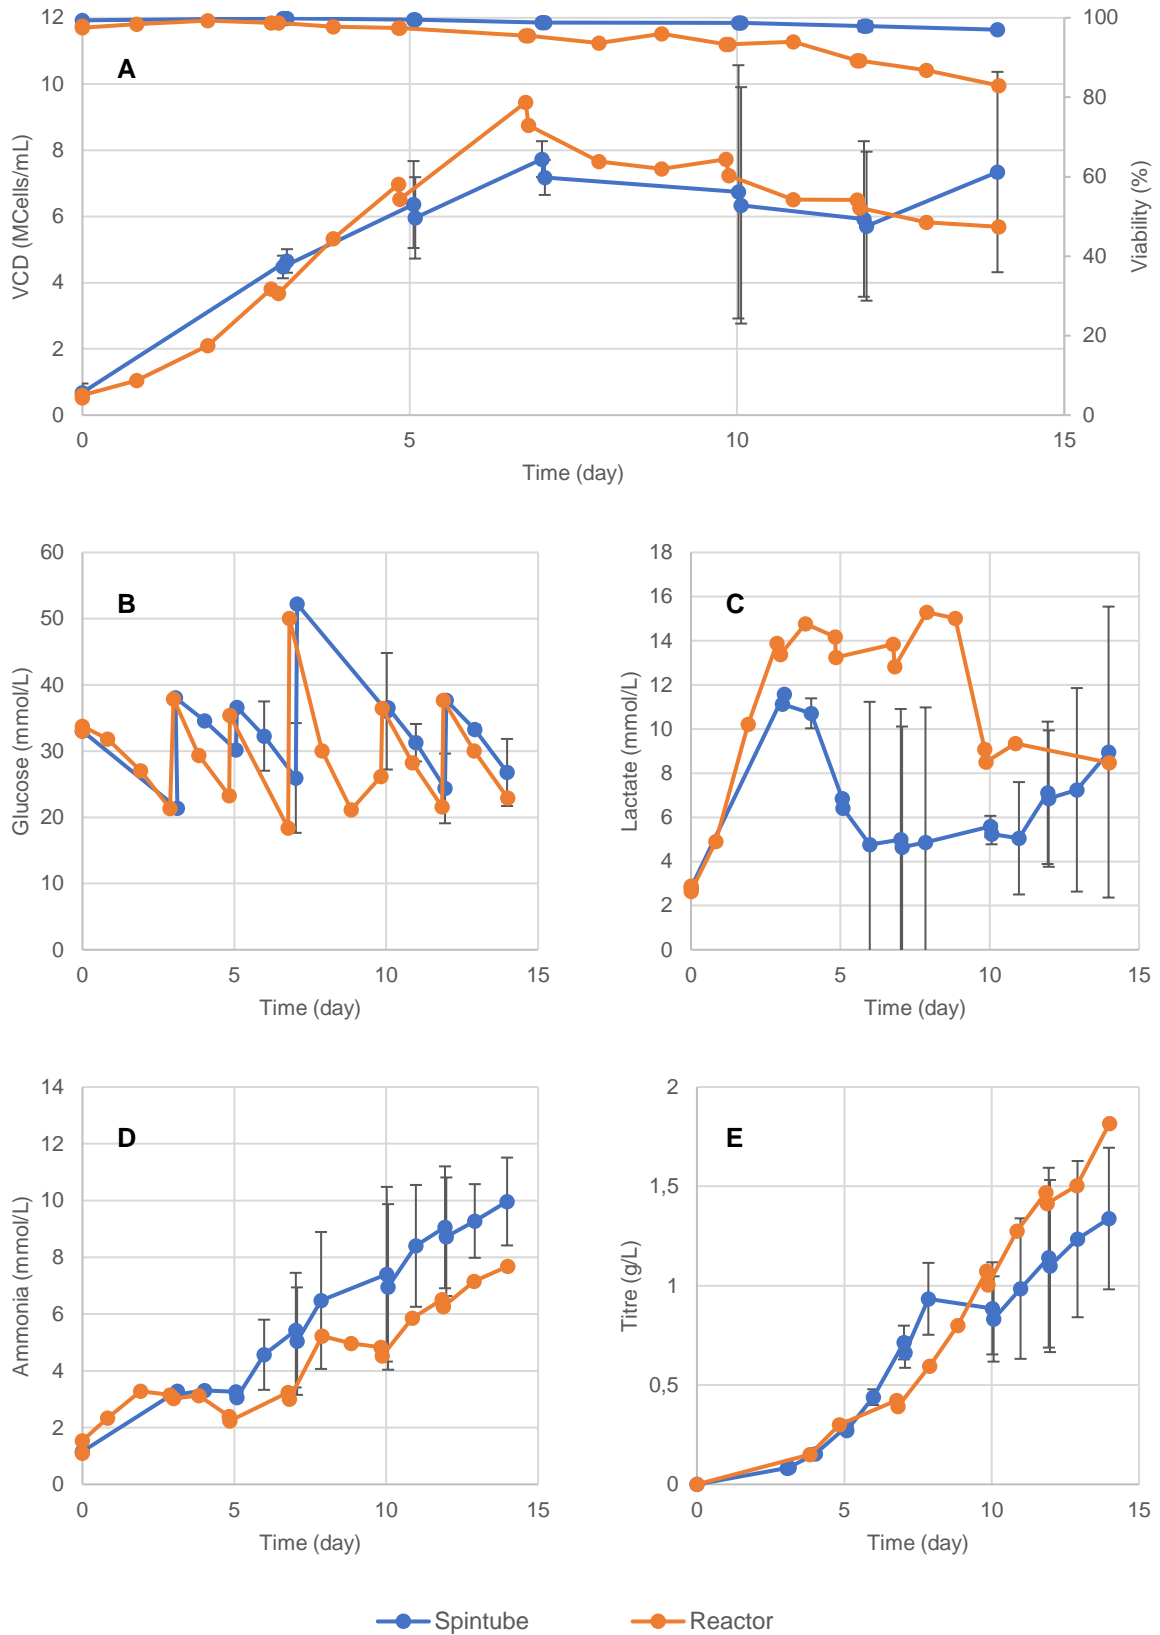 12
10
8
6
4
2
0
VCD (MCells/mL)
A
100
80
60
40
20
0
Viability (%)
0 5 10 15
Time (day)
60
50
40
30
20
10
0
Glucose (mmol/L)
B
0 5 10 15
Time (day)
18
16
14
12
10
8
6
4
2
0
Lactate (mmol/L)
C
0 5 10 15
Time (day)
14
12
10
8
6
4
2
0
Ammonia (mmol/L)
D
0 5 10 15
Time (day)
2
1,5
1
0,5
0
Titre (g/L)
E
0 5 10 15
Time (day)
Spintube Reactor